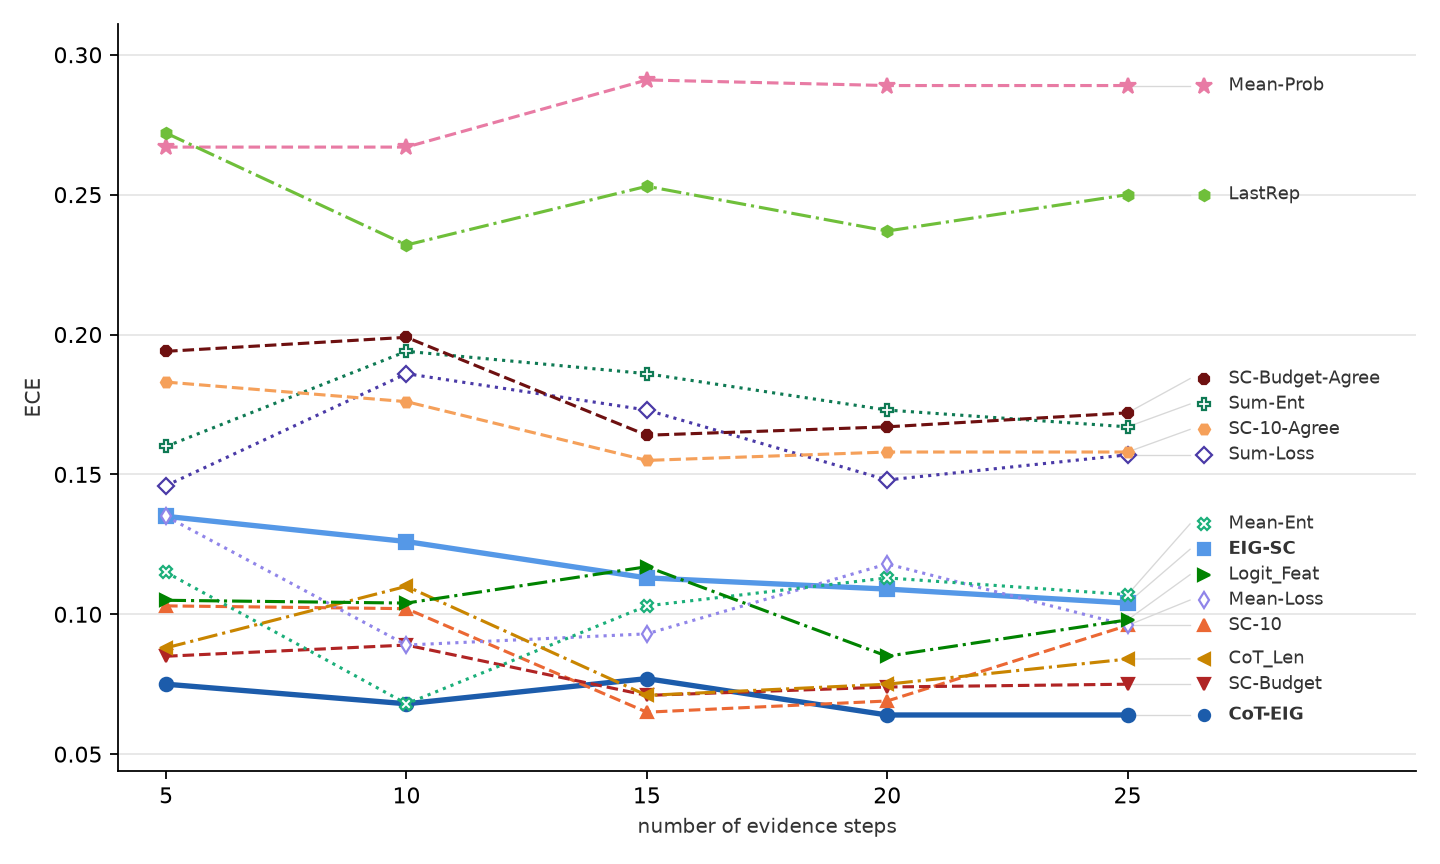 0.30
0.25
0.20
0.15
0.10
0.05
ECE
5
10
15
20
25
number of evidence steps
Mean-Prob
LastRep
SC-Budget-Agree
Sum-Ent
SC-10-Agree
Sum-Loss
Mean-Ent
EIG-SC
Logit_Feat
Mean-Loss
SC-10
CoT_Len
SC-Budget
CoT-EIG